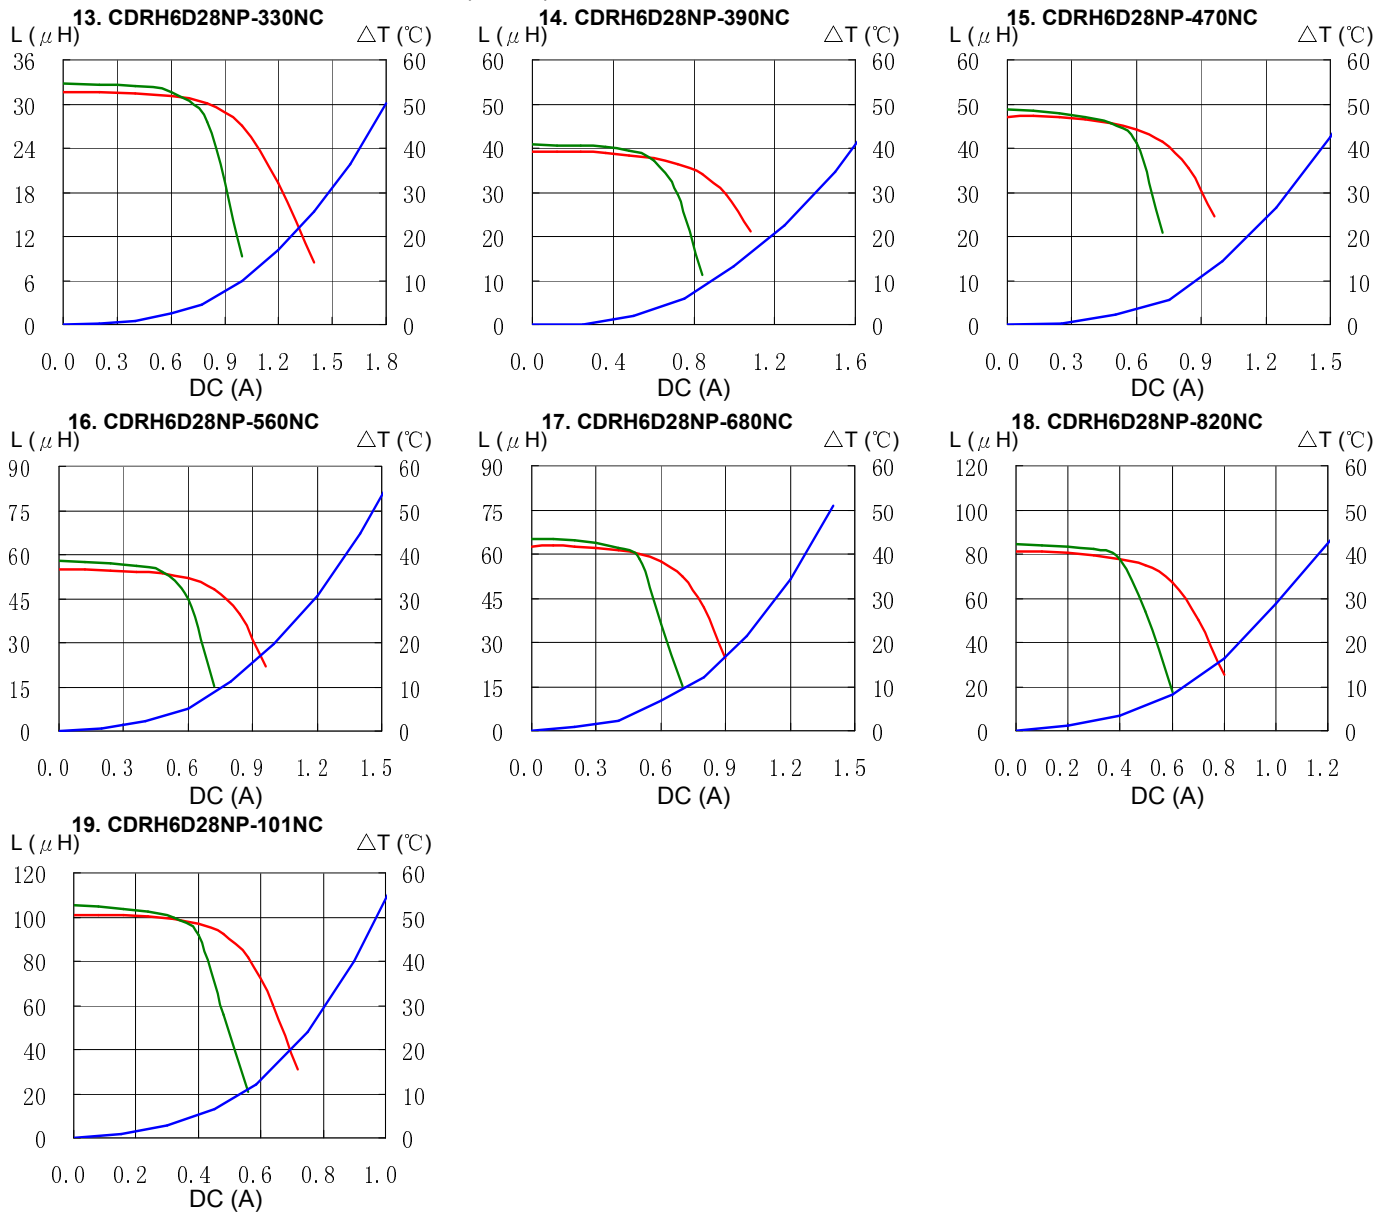 13. CDRH6D28NP-330NC
L (μH) △T (℃)
36 60
30 50
24 40
18 30
12 20
6 10
0 0
0.0 0.3 0.6 0.9 1.2 1.5 1.8
DC (A)
14. CDRH6D28NP-390NC
L (μH) △T (℃)
60 60
50 50
40 40
30 30
20 20
10 10
0 0
0.0 0.4 0.8 1.2 1.6
DC (A)
15. CDRH6D28NP-470NC
L (μH) △T (℃)
60 60
50 50
40 40
30 30
20 20
10 10
0 0
0.0 0.3 0.6 0.9 1.2 1.5
DC (A)
16. CDRH6D28NP-560NC
L (μH) △T (℃)
90 60
75 50
60 40
45 30
30 20
15 10
0 0
0.0 0.3 0.6 0.9 1.2 1.5
DC (A)
17. CDRH6D28NP-680NC
L (μH) △T (℃)
90 60
75 50
60 40
45 30
30 20
15 10
0 0
0.0 0.3 0.6 0.9 1.2 1.5
DC (A)
18. CDRH6D28NP-820NC
L (μH) △T (℃)
120 60
100 50
80 40
60 30
40 20
20 10
0 0
0.0 0.2 0.4 0.6 0.8 1.0 1.2
DC (A)
19. CDRH6D28NP-101NC
L (μH) △T (℃)
120 60
100 50
80 40
60 30
40 20
20 10
0 0
0.0 0.2 0.4 0.6 0.8 1.0
DC (A)